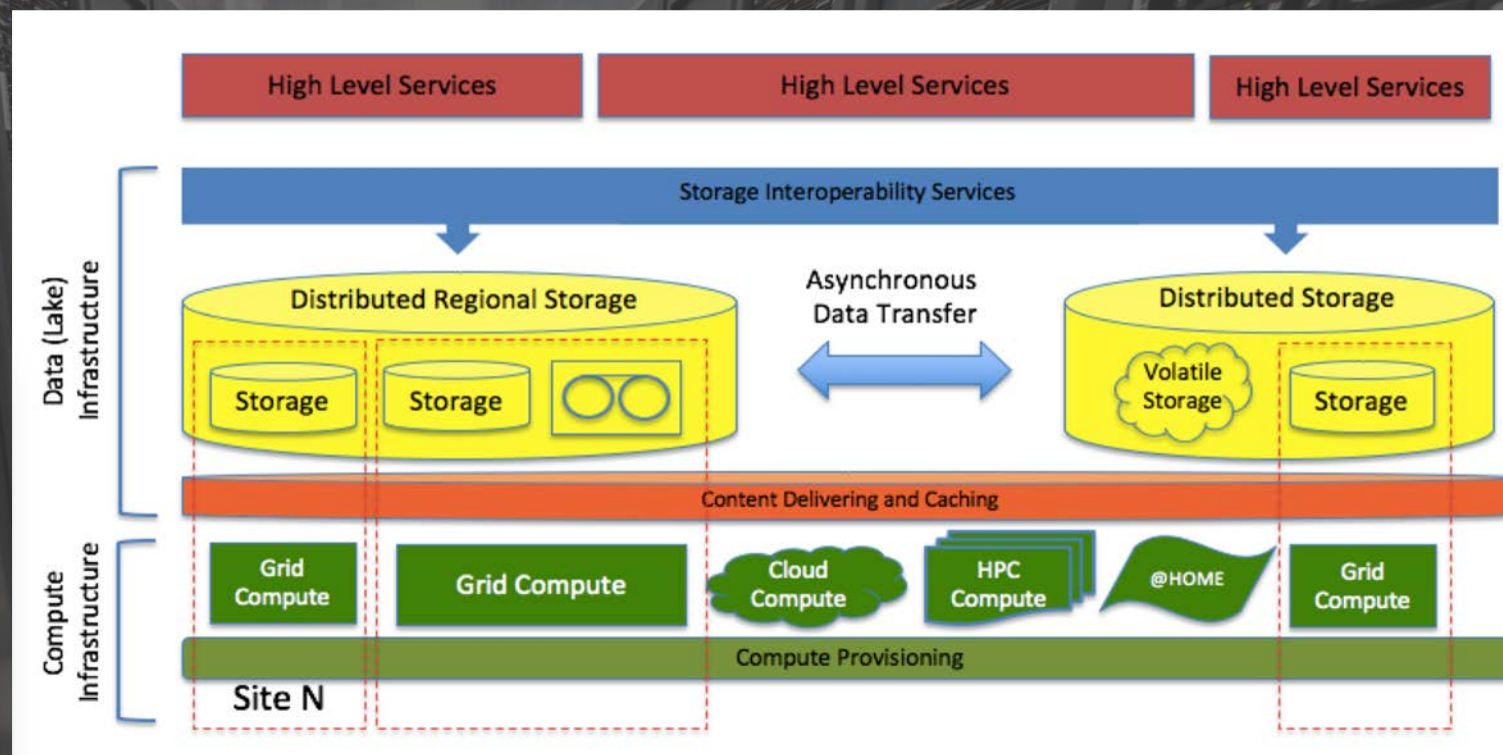 High Level Services
High Level Services
High Level Services
Storage Interoperability Services
Data (Lake)
Infrastructure
Distributed Regional Storage
Storage
Storage
Asynchronous
Data Transfer
Distributed Storage
Volatile
Storage
Storage
Content Delivering and Caching
Compute
Infrastructure
Grid
Compute
Grid Compute
Cloud
Compute
HPC
Compute
@HOME
Grid
Compute
Compute Provisioning
Site N